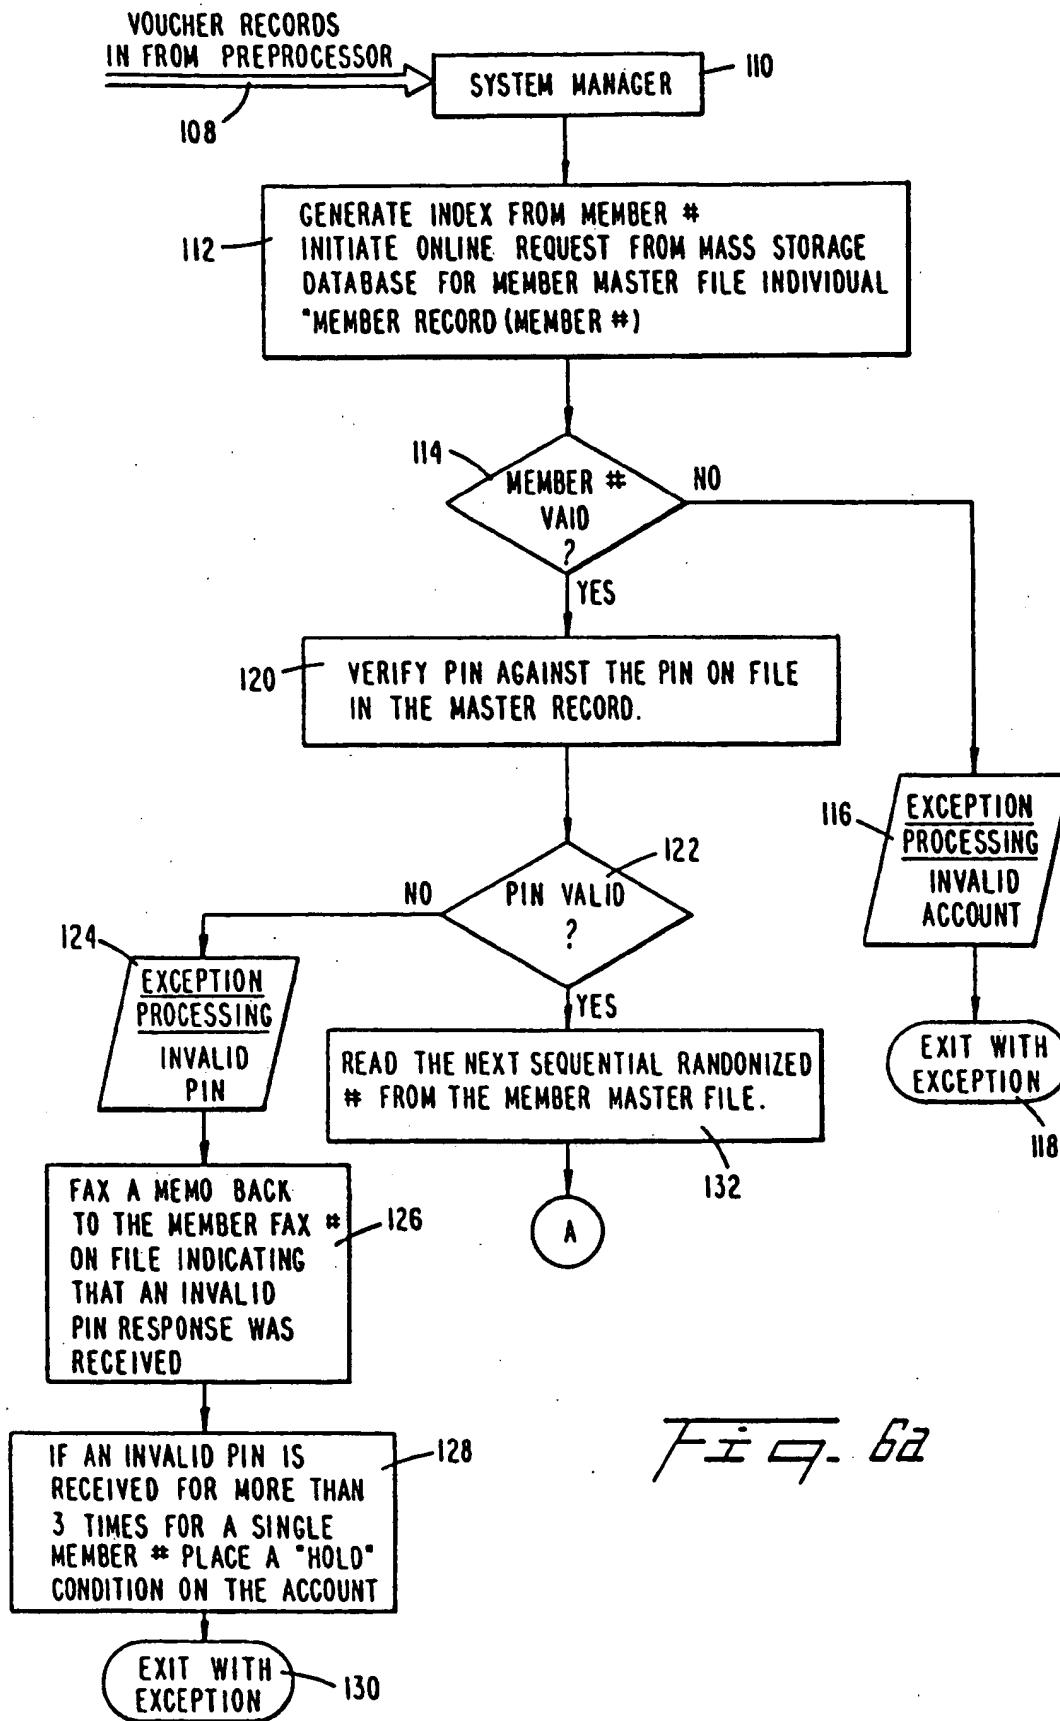 VOUCHER RECORDS
IN FROM PREPROCESSOR
108
SYSTEM MANAGER
110
112
GENERATE INDEX FROM MEMBER #
INITIATE ONLINE REQUEST FROM MASS STORAGE
DATABASE FOR MEMBER MASTER FILE INDIVIDUAL
"MEMBER RECORD (MEMBER #)
114
MEMBER #
VAID
?
NO
YES
120
VERIFY PIN AGAINST THE PIN ON FILE
IN THE MASTER RECORD.
116
EXCEPTION
PROCESSING
INVALID
ACCOUNT
122
PIN VALID
?
NO
YES
124
EXCEPTION
PROCESSING
INVALID
PIN
READ THE NEXT SEQUENTIAL RANDONIZED
# FROM THE MEMBER MASTER FILE.
132
EXIT WITH
EXCEPTION
118
A
FAX A MEMO BACK
TO THE MEMBER FAX #
ON FILE INDICATING
THAT AN INVALID
PIN RESPONSE WAS
RECEIVED
126
IF AN INVALID PIN IS
RECEIVED FOR MORE THAN
3 TIMES FOR A SINGLE
MEMBER # PLACE A "HOLD"
CONDITION ON THE ACCOUNT
128
EXIT WITH
EXCEPTION
130
Fig. 6a